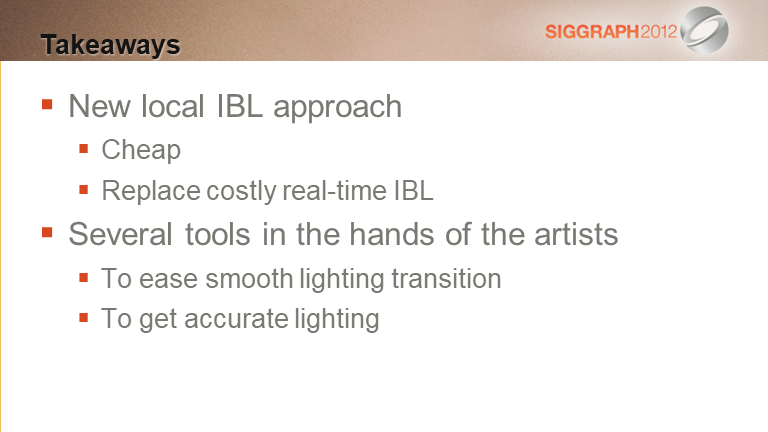 Takeaways
SIGGRAPH2012
New local IBL approach
Cheap
Replace costly real-time IBL
Several tools in the hands of the artists
To ease smooth lighting transition
To get accurate lighting